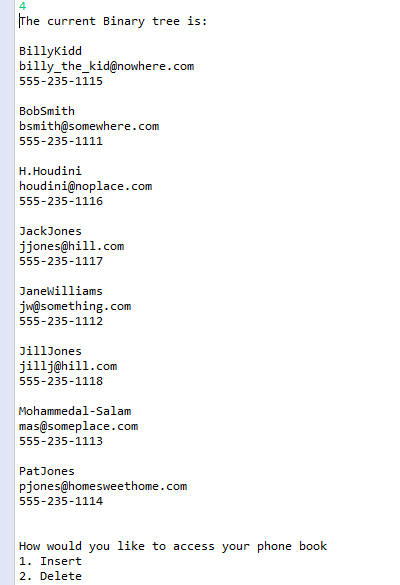 4
The current Binary tree is:
BillyKidd
billy_the_kid@nowhere.com
555-235-1115
BobSmith
bsmith@somewhere.com
555-235-1111
H.Houdini
houdini@noplace.com
555-235-1116
JackJones
jjones@hill.com
555-235-1117
JaneWilliams
jw@something.com
555-235-1112
JillJones
jillj@hill.com
555-235-1118
Mohammedal-Salam
mas@someplace.com
555-235-1113
PatJones
pjones@homesweethome.com
555-235-1114
How would you like to access your phone book
1. Insert
2. Delete